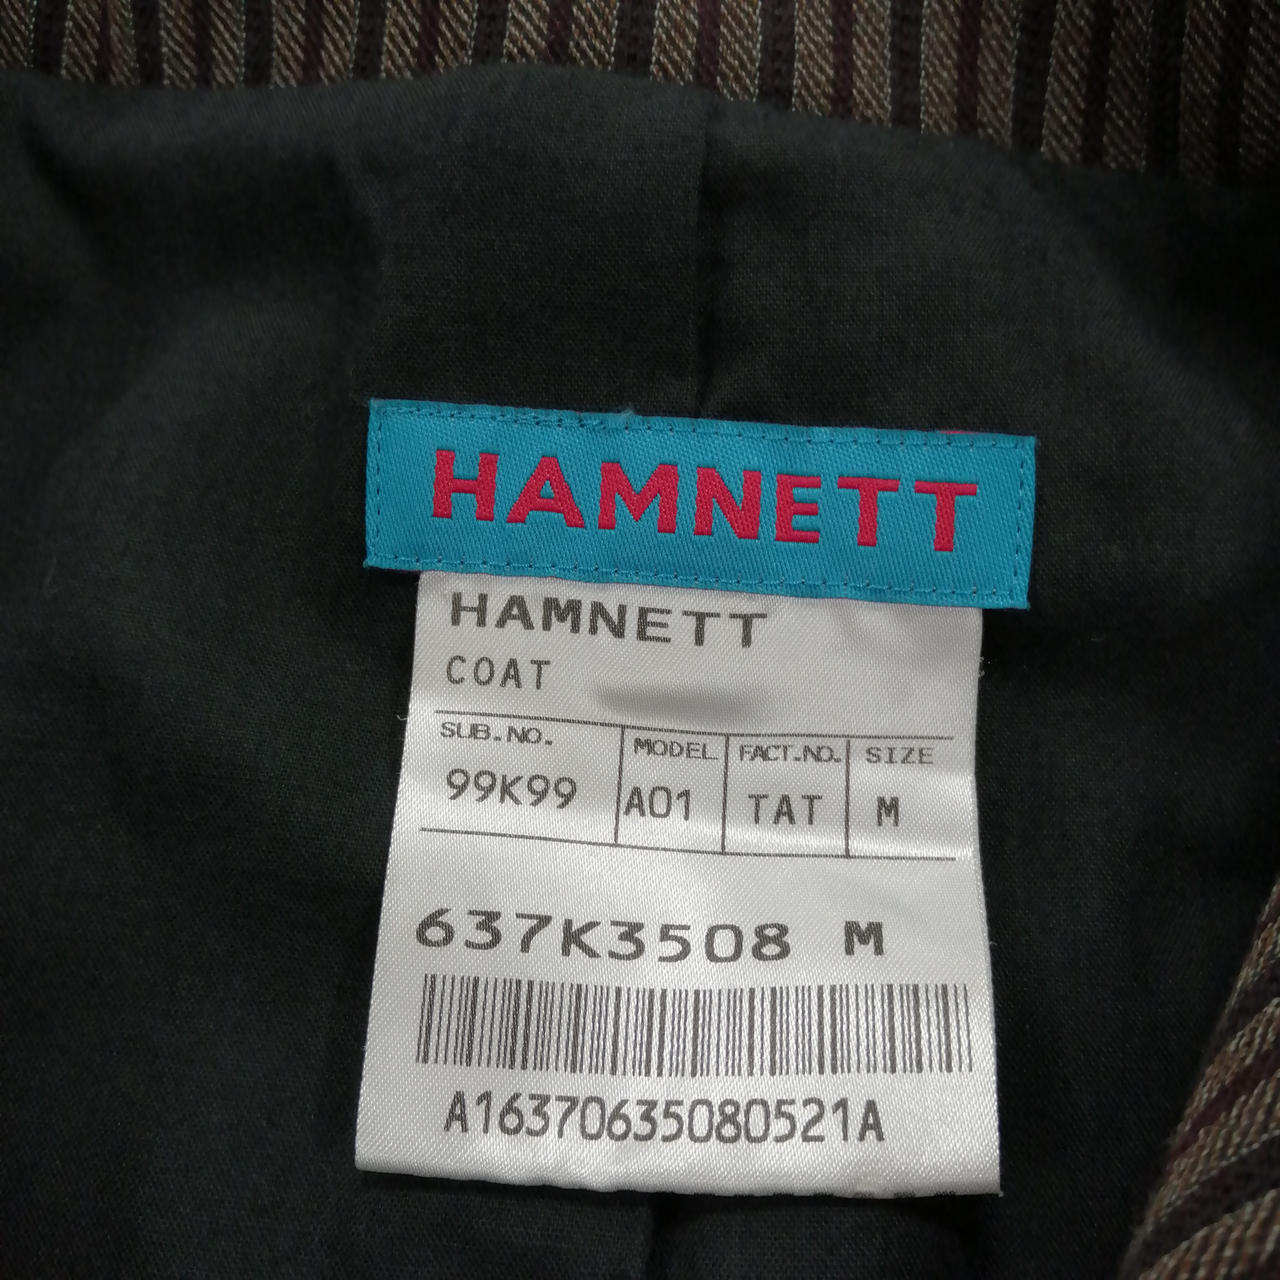 HAMNETT
HAMNETT
COAT
SUB.NO. MODEL FACT.NO. SIZE
99K99 A01 TAT M
637K3508 M
A16370635080521A